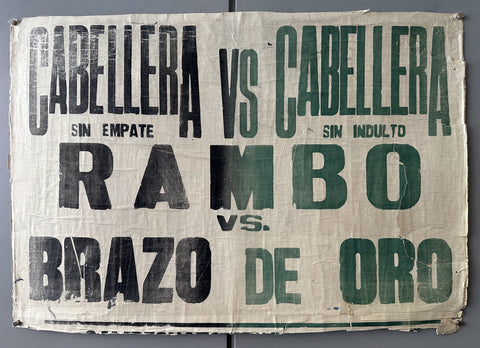 CABELLERA VS CABELLERA
SIN EMPATE SIN INDULTO
RAMBO
VS.
BRAZO DE ORO